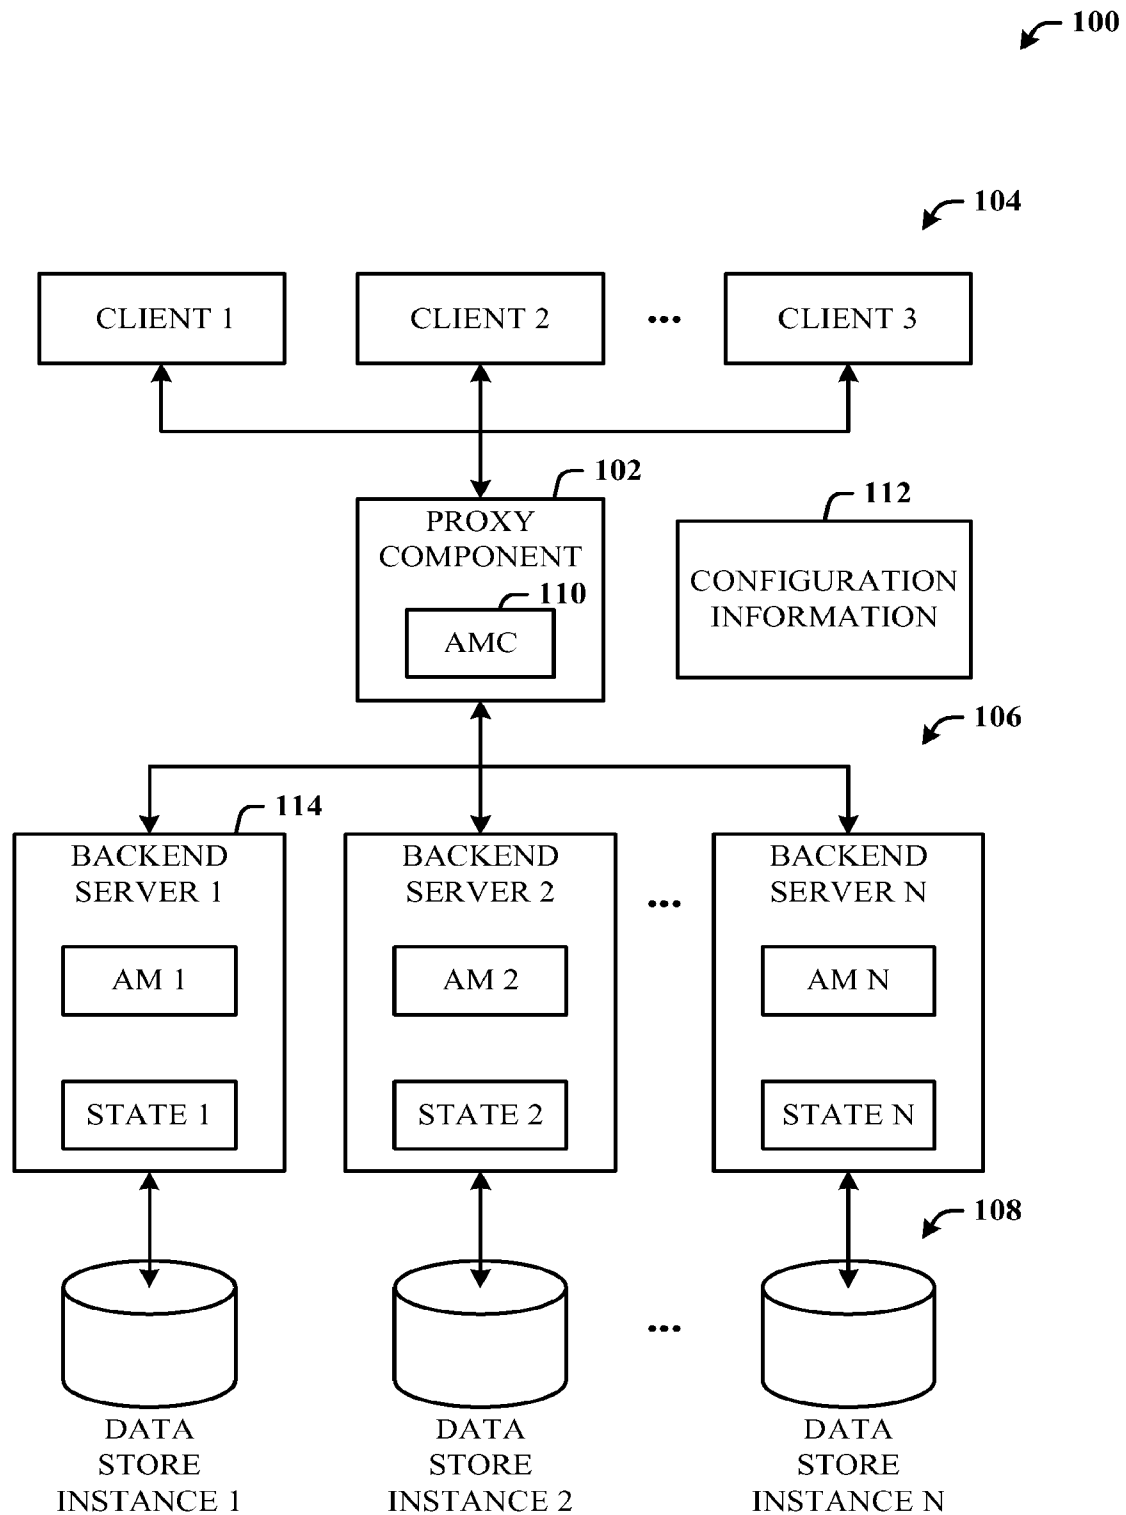 100
104
CLIENT 1
CLIENT 2
...
CLIENT 3
102
PROXY
COMPONENT
110
AMC
112
CONFIGURATION
INFORMATION
106
114
BACKEND
SERVER 1
AM 1
STATE 1
BACKEND
SERVER 2
AM 2
STATE 2
...
BACKEND
SERVER N
AM N
STATE N
108
DATA
STORE
INSTANCE 1
DATA
STORE
INSTANCE 2
...
DATA
STORE
INSTANCE N